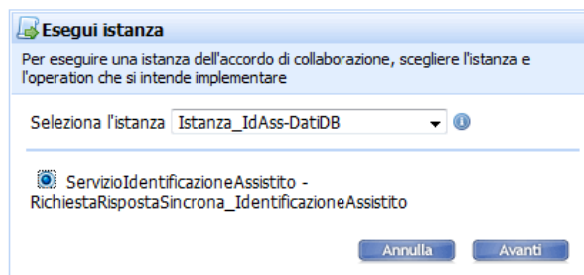 Esegui istanza
Per eseguire una istanza dell'accordo di collaborazione, scegliere l'istanza e
l'operation che si intende implementare
Seleziona l'istanza Istanza_IdAss-DatiDB
ServizioIdentificazioneAssistito -
RichiestaRispostaSincrona_IdentificazioneAssistito
Annulla Avanti